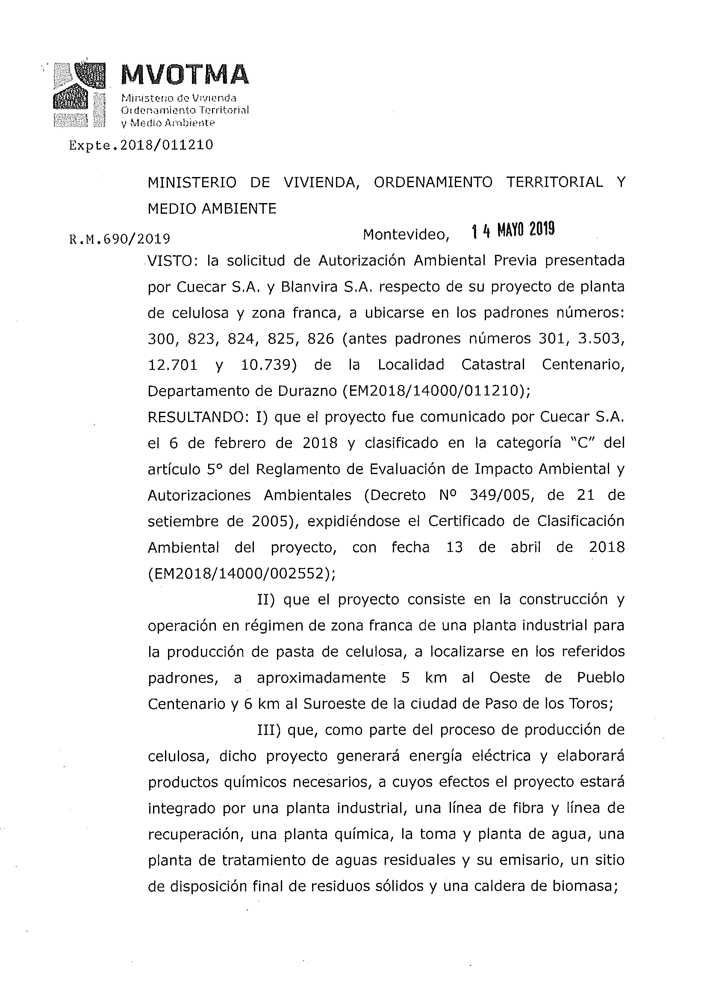 MVOTMA
Ministerio de Vivienda
Ordenamiento Territorial
y Medio Ambiente
Expte.2018/011210
MINISTERIO DE VIVIENDA, ORDENAMIENTO TERRITORIAL Y
MEDIO AMBIENTE
R.M.690/2019
Montevideo, 14 MAYO 2019
VISTO: la solicitud de Autorización Ambiental Previa presentada
por Cuecar S.A. y Blanvira S.A. respecto de su proyecto de planta
de celulosa y zona franca, a ubicarse en los padrones números:
300, 823, 824, 825, 826 (antes padrones números 301, 3.503,
12.701 y 10.739) de la Localidad Catastral Centenario,
Departamento de Durazno (EM2018/14000/011210);
RESULTANDO: I) que el proyecto fue comunicado por Cuecar S.A.
el 6 de febrero de 2018 y clasificado en la categoría "C" del
artículo 5º del Reglamento de Evaluación de Impacto Ambiental y
Autorizaciones Ambientales (Decreto Nº 349/005, de 21 de
setiembre de 2005), expidiéndose el Certificado de Clasificación
Ambiental del proyecto, con fecha 13 de abril de 2018
(EM2018/14000/002552);
II) que el proyecto consiste en la construcción y
operación en régimen de zona franca de una planta industrial para
la producción de pasta de celulosa, a localizarse en los referidos
padrones, a aproximadamente 5 km al Oeste de Pueblo
Centenario y 6 km al Suroeste de la ciudad de Paso de los Toros;
III) que, como parte del proceso de producción de
celulosa, dicho proyecto generará energía eléctrica y elaborará
productos químicos necesarios, a cuyos efectos el proyecto estará
integrado por una planta industrial, una línea de fibra y línea de
recuperación, una planta química, la toma y planta de agua, una
planta de tratamiento de aguas residuales y su emisario, un sitio
de disposición final de residuos sólidos y una caldera de biomasa;